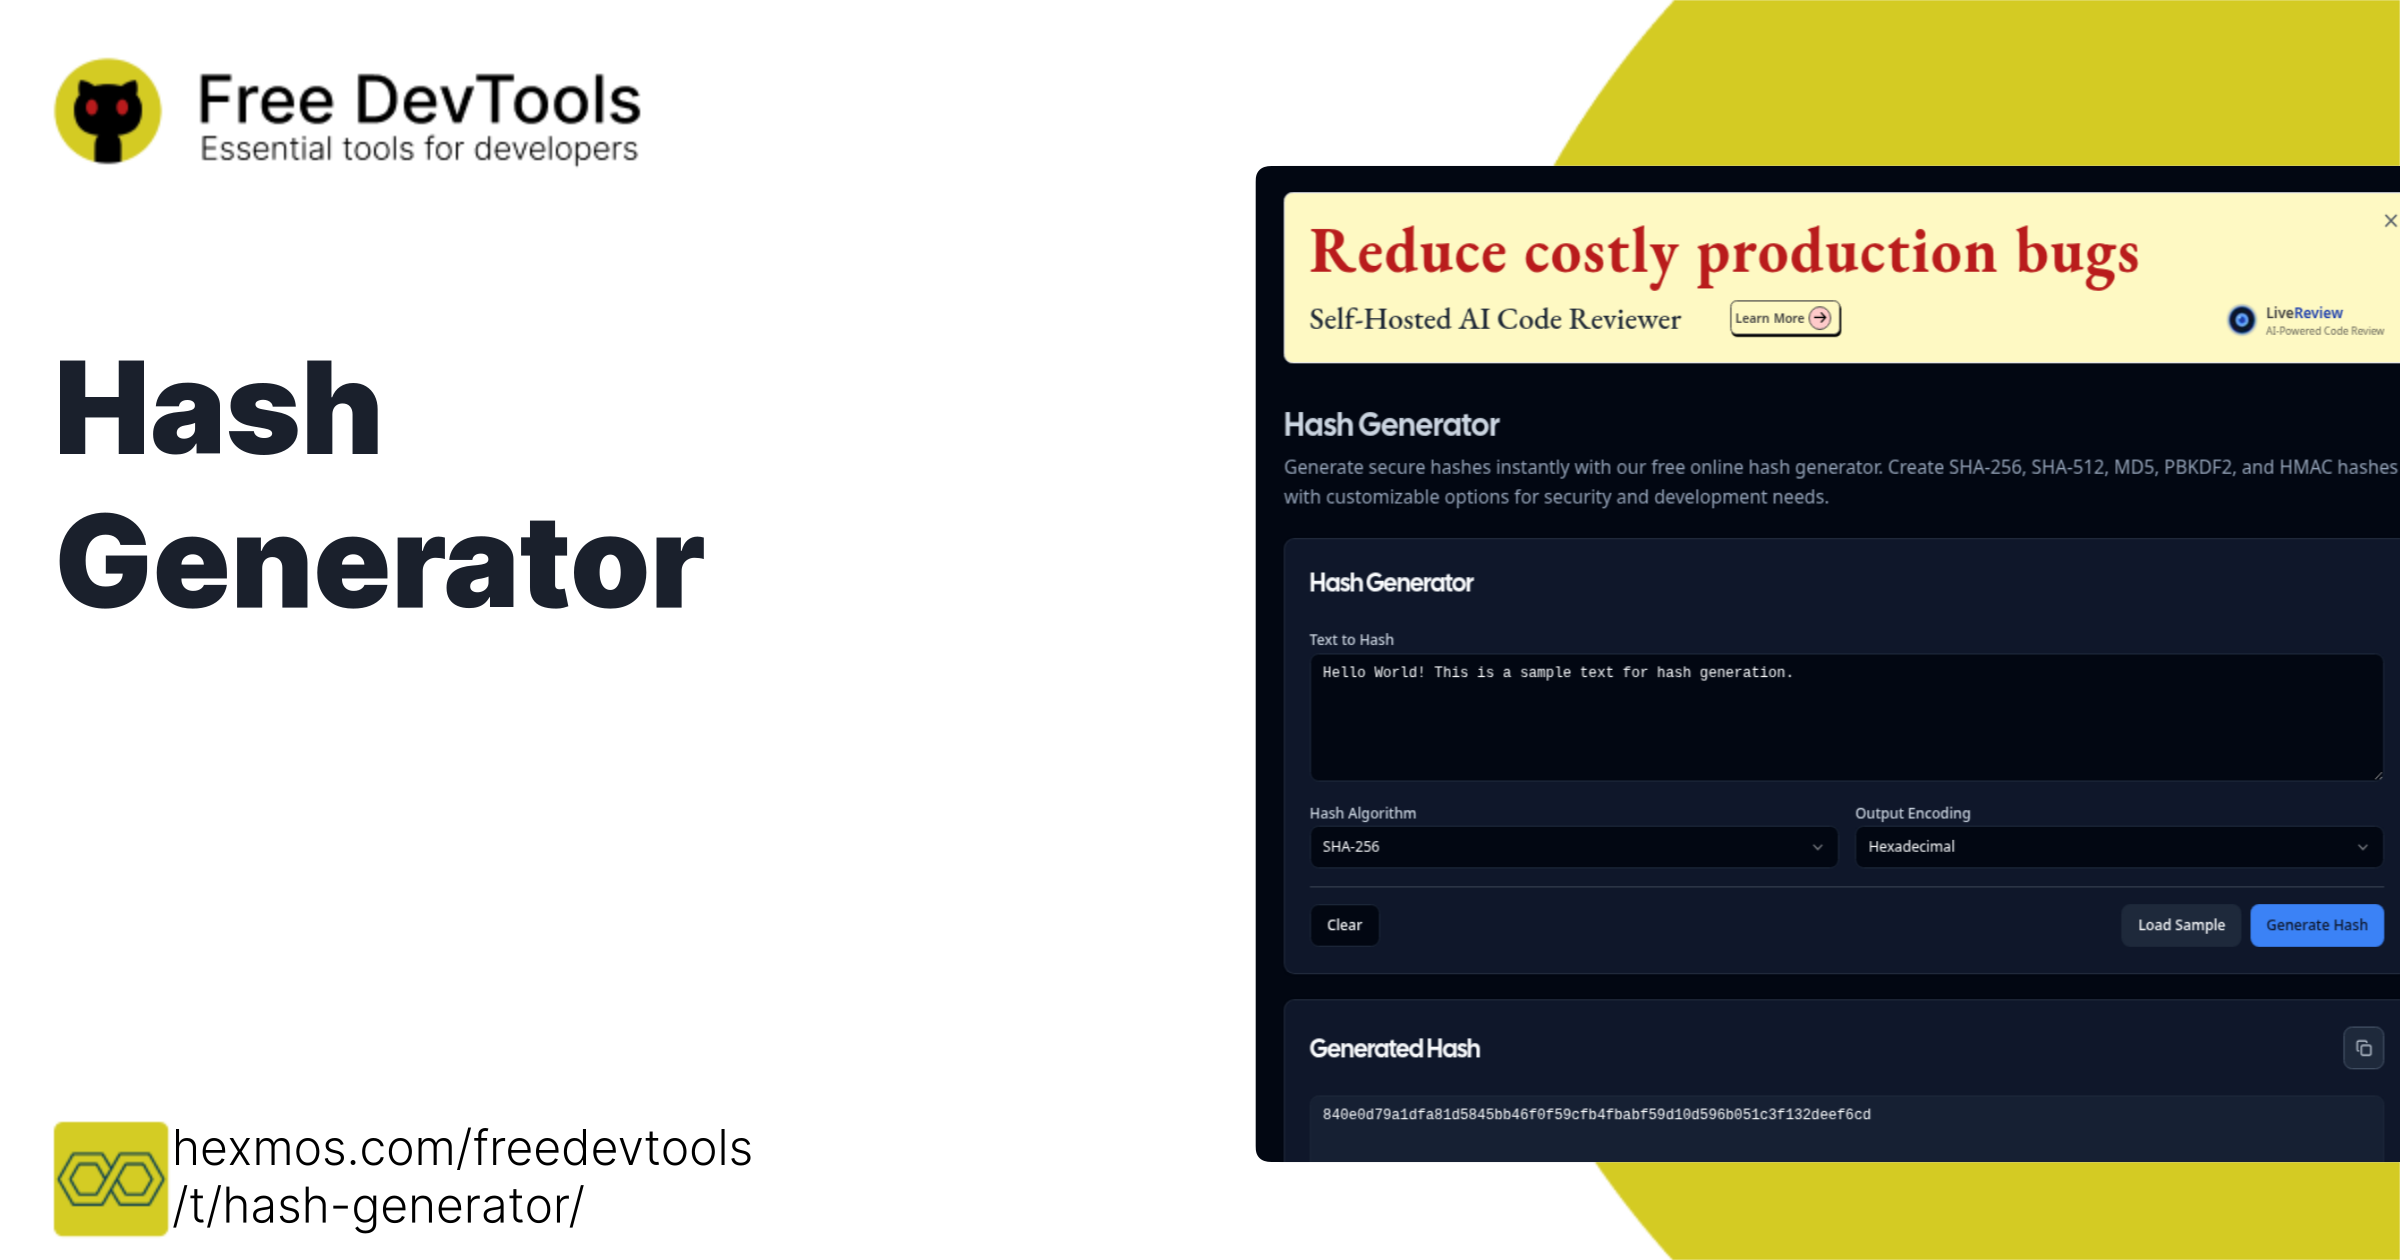 Free DevTools
Essential tools for developers
Hash
Generator
hexmos.com/freedevtools
/t/hash-generator/
Reduce costly production bugs
Self-Hosted AI Code Reviewer
Learn More
LiveReview
AI-Powered Code Review
Hash Generator
Generate secure hashes instantly with our free online hash generator. Create SHA-256, SHA-512, MD5, PBKDF2, and HMAC hashes
with customizable options for security and development needs.
Hash Generator
Text to Hash
Hello World! This is a sample text for hash generation.
Hash Algorithm
Output Encoding
SHA-256
Hexadecimal
Clear
Load Sample
Generate Hash
Generated Hash
840e0d79a1dfa81d5845bb46f0f59cfb4fbabf59d10d596b051c3f132deef6cd